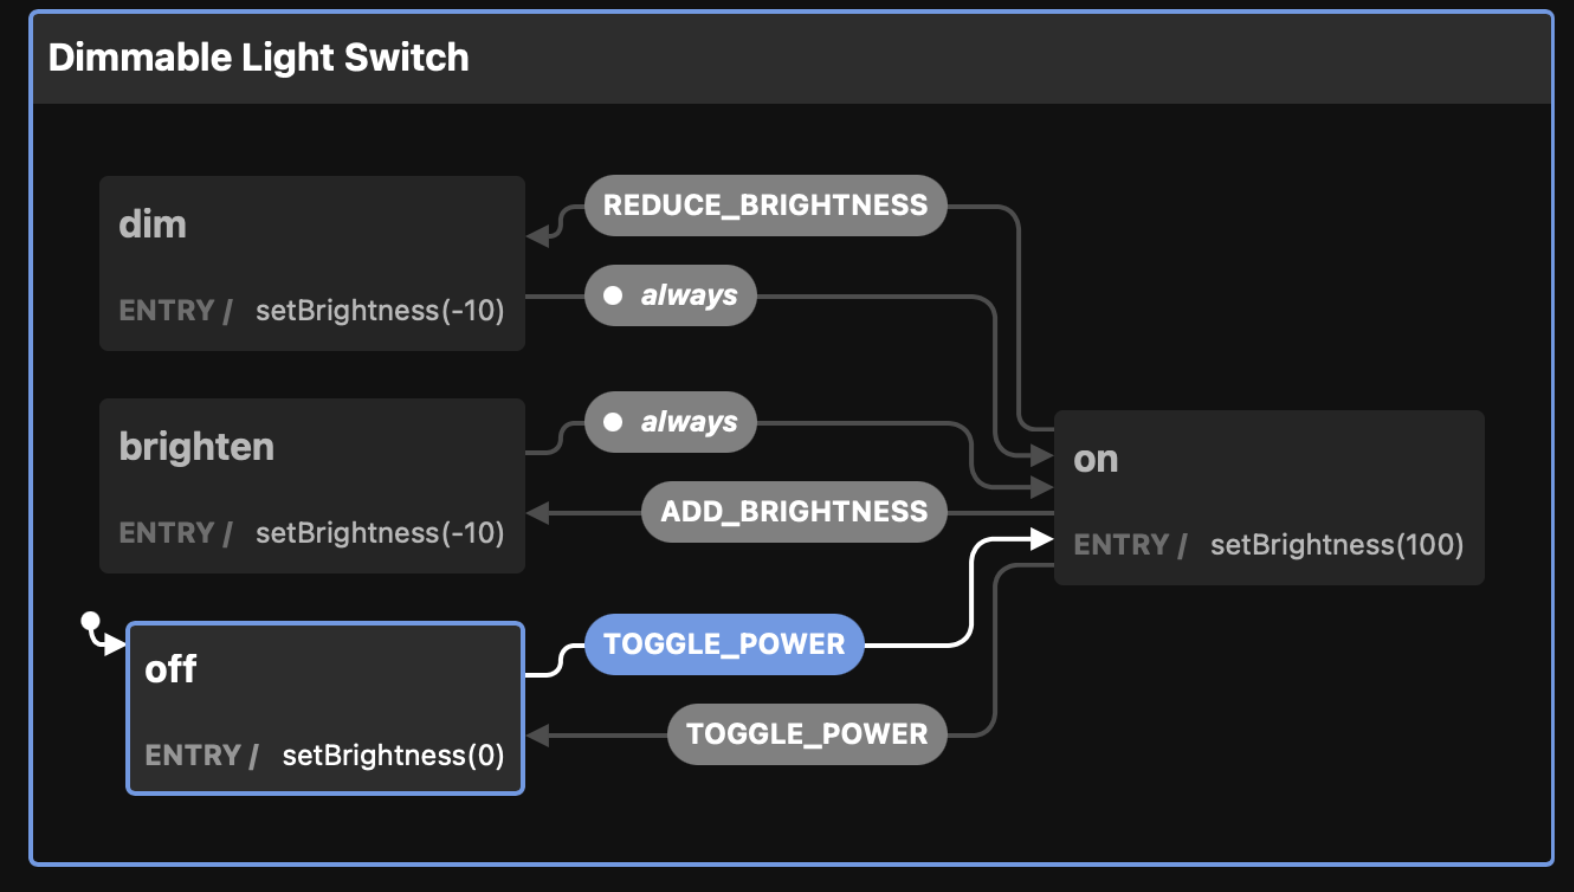 Dimmable Light Switch
dim
ENTRY / setBrightness(-10)
REDUCE_BRIGHTNESS
always
brighten
ENTRY / setBrightness(-10)
always
ADD_BRIGHTNESS
on
ENTRY / setBrightness(100)
off
ENTRY / setBrightness(0)
TOGGLE_POWER
TOGGLE_POWER